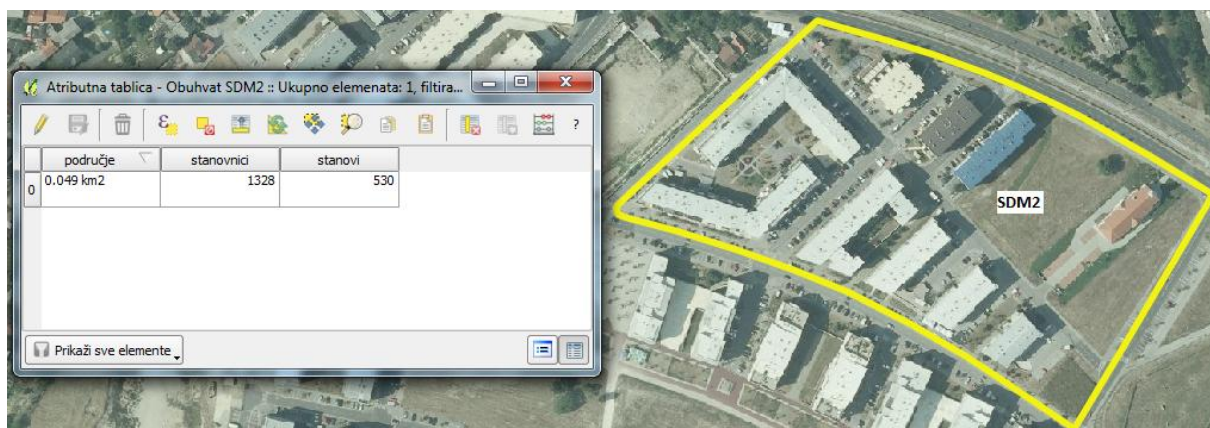 Atributna tablica - Obuhvat SDM2 :: Ukupno elemenata: 1, filtira...
?
područje stanovnici stanovi
0 0.049 km2 1328 530
Prikaži sve elemente
SDM2